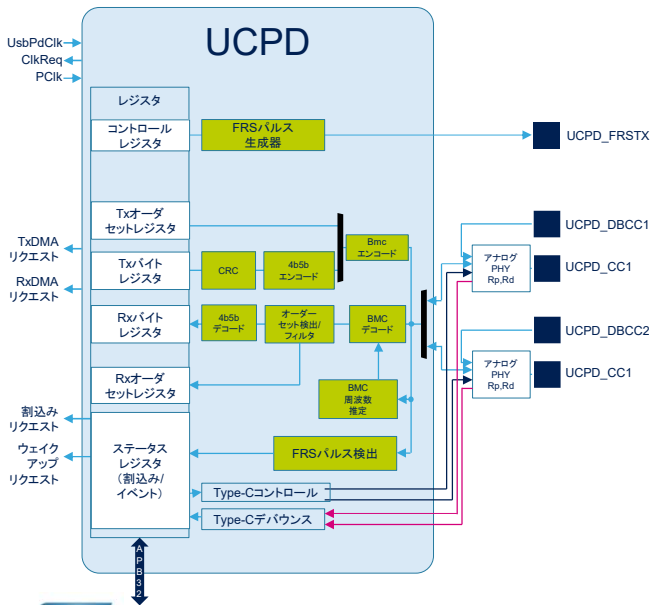 UCPD
UsbPdClk
ClkReq
PClk
レジスタ
コントロール
レジスタ
FRSパルス
生成器
UCPD_FRSTX
Txオーダ
セットレジスタ
TxDMA
リクエスト
Txバイト
レジスタ
CRC
4b5b
エンコード
Bmc
エンコード
UCPD_DBCC1
アナログ
PHY
Rp,Rd
UCPD_CC1
RxDMA
リクエスト
Rxバイト
レジスタ
4b5b
デコード
オーダー
セット検出/
フィルタ
BMC
デコード
UCPD_DBCC2
アナログ
PHY
Rp,Rd
UCPD_CC1
Rxオーダ
セットレジスタ
BMC
周波数
推定
割込み
リクエスト
ウェイク
アップ
リクエスト
ステータス
レジスタ
（割込み/
イベント）
FRSパルス検出
Type-Cコントロール
Type-Cデバウンス
APB32